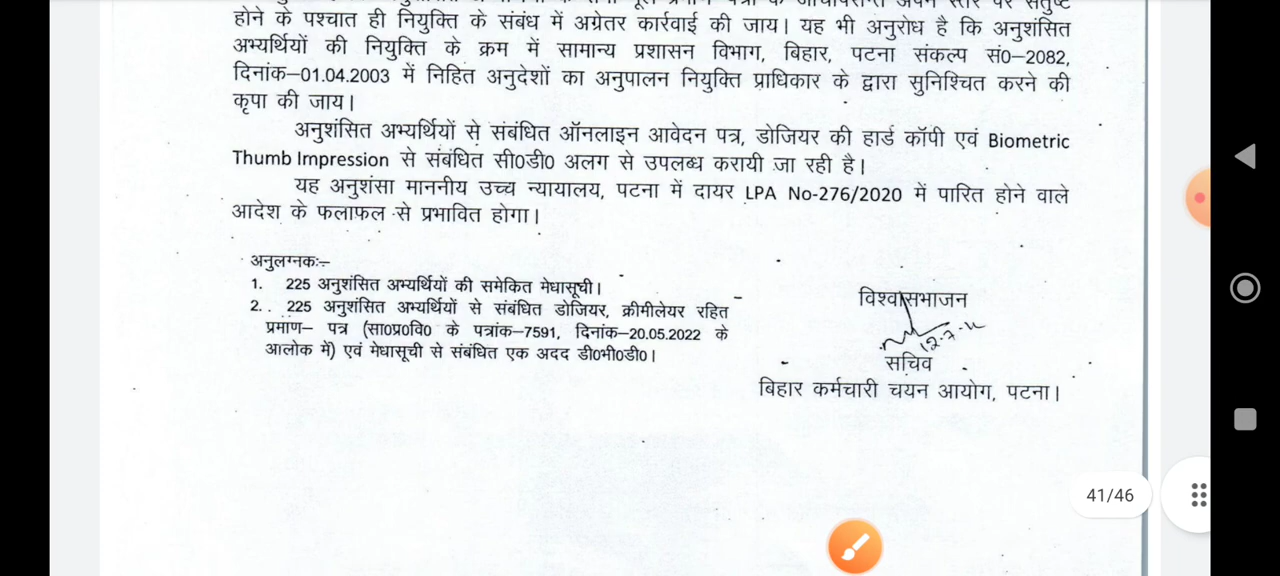 होने के पश्चात ही नियुक्ति के संबंध में अग्रेतर कार्रवाई की जाय। यह भी अनुरोध है कि अनुशंसित
अभ्यर्थियों की नियुक्ति के क्रम में सामान्य प्रशासन विभाग, बिहार, पटना संकल्प सं0–2082,
दिनांक–01.04.2003 में निहित अनुदेशों का अनुपालन नियुक्ति प्राधिकार के द्वारा सुनिश्चित करने की
कृपा की जाय।
अनुशंसित अभ्यर्थियों से संबंधित ऑनलाइन आवेदन पत्र, डोजियर की हार्ड कॉपी एवं Biometric
Thumb Impression से संबंधित सी0डी0 अलग से उपलब्ध करायी जा रही है।
यह अनुशंसा माननीय उच्च न्यायालय, पटना में दायर LPA No-276/2020 में पारित होने वाले
आदेश के फलाफल से प्रभावित होगा।
अनुलग्नकः–
1. 225 अनुशंसित अभ्यर्थियों की समेकित मेधासूची।
2. 225 अनुशंसित अभ्यर्थियों से संबंधित डोजियर, क्रीमीलेयर रहित
प्रमाण– पत्र (सा0प्र0वि0 के पत्रांक–7591, दिनांक–20.05.2022 के
आलोक में) एवं मेधासूची से संबंधित एक अदद डी0भी0डी0।
विश्वासभाजन
सचिव
बिहार कर्मचारी चयन आयोग, पटना।
41/46